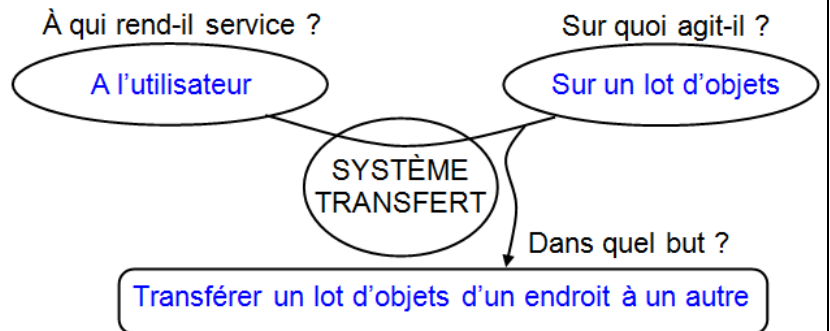 À qui rend-il service ?
Sur quoi agit-il ?
A l’utilisateur
Sur un lot d’objets
SYSTÈME
TRANSFERT
Dans quel but ?
Transférer un lot d’objets d’un endroit à un autre